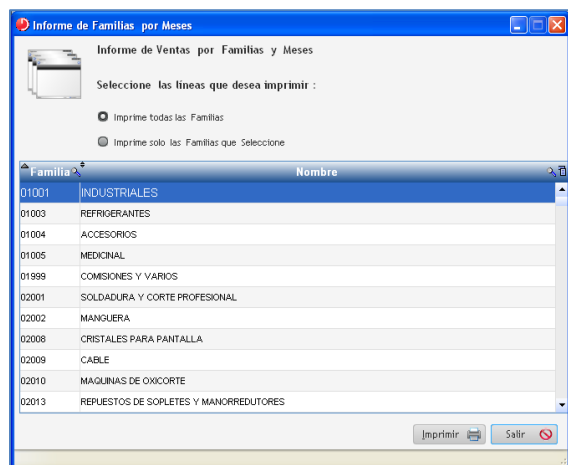 Informe de Familias por Meses
Informe de Ventas por Familias y Meses
Seleccione las líneas que desea imprimir :
Imprime todas las Familias
Imprime solo las Familias que Seleccione
Familia Nombre
01001 INDUSTRIALES
01003 REFRIGERANTES
01004 ACCESORIOS
01005 MEDICINAL
01999 COMISIONES Y VARIOS
02001 SOLDADURA Y CORTE PROFESIONAL
02002 MANGUERA
02008 CRISTALES PARA PANTALLA
02009 CABLE
02010 MAQUINAS DE OXICORTE
02013 REPUESTOS DE SOPLETES Y MANORREDUTORES
Imprimir Salir